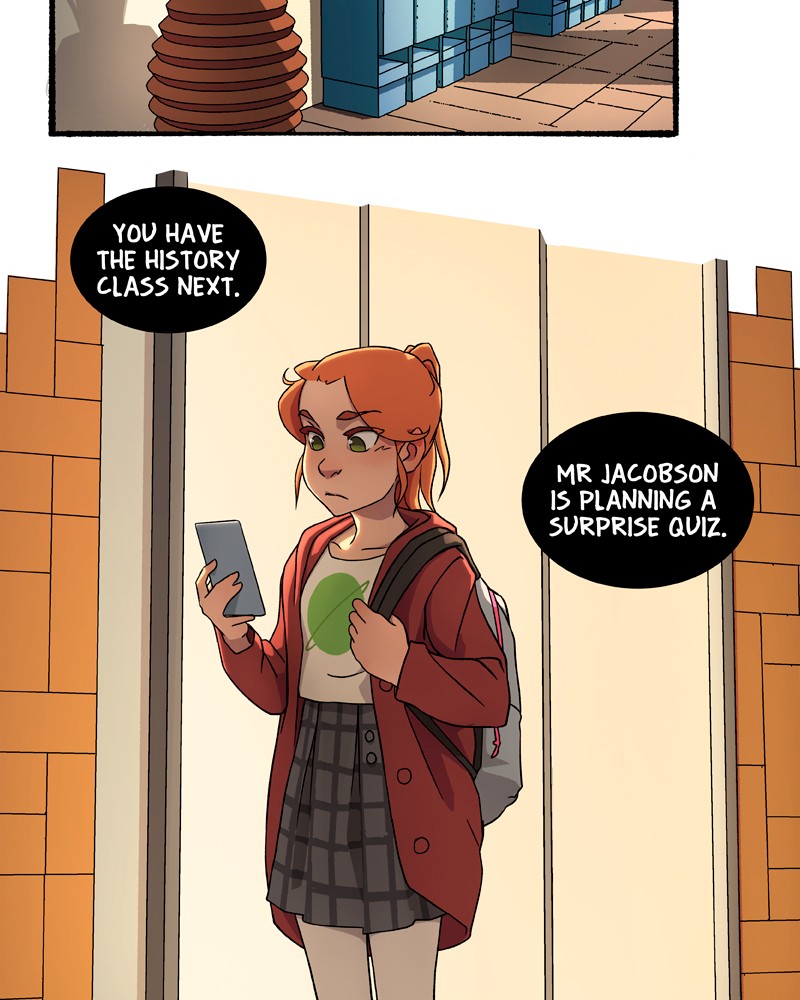 YOU HAVE
THE HISTORY
CLASS NEXT.
MR JACOBSON
IS PLANNING A
SURPRISE QUIZ.